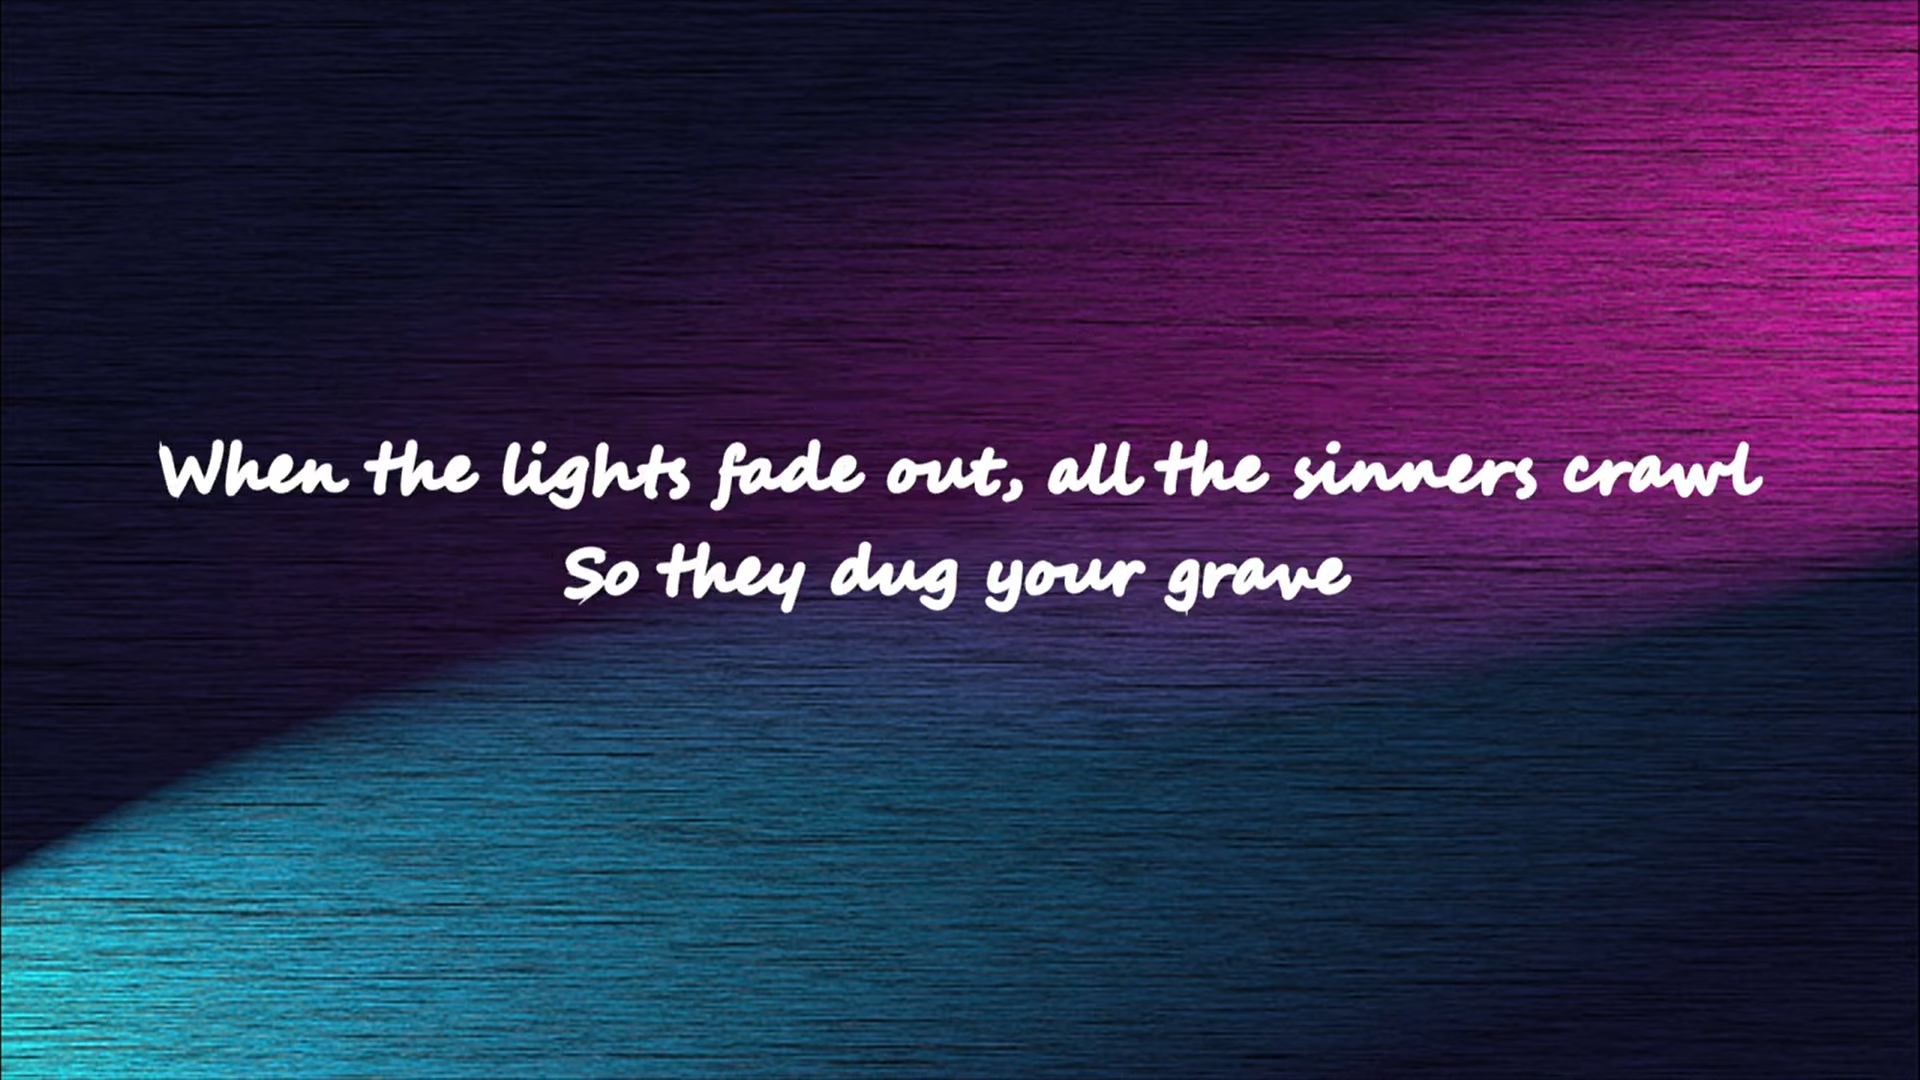 When the lights fade out, all the sinners crawl
So they dug your grave